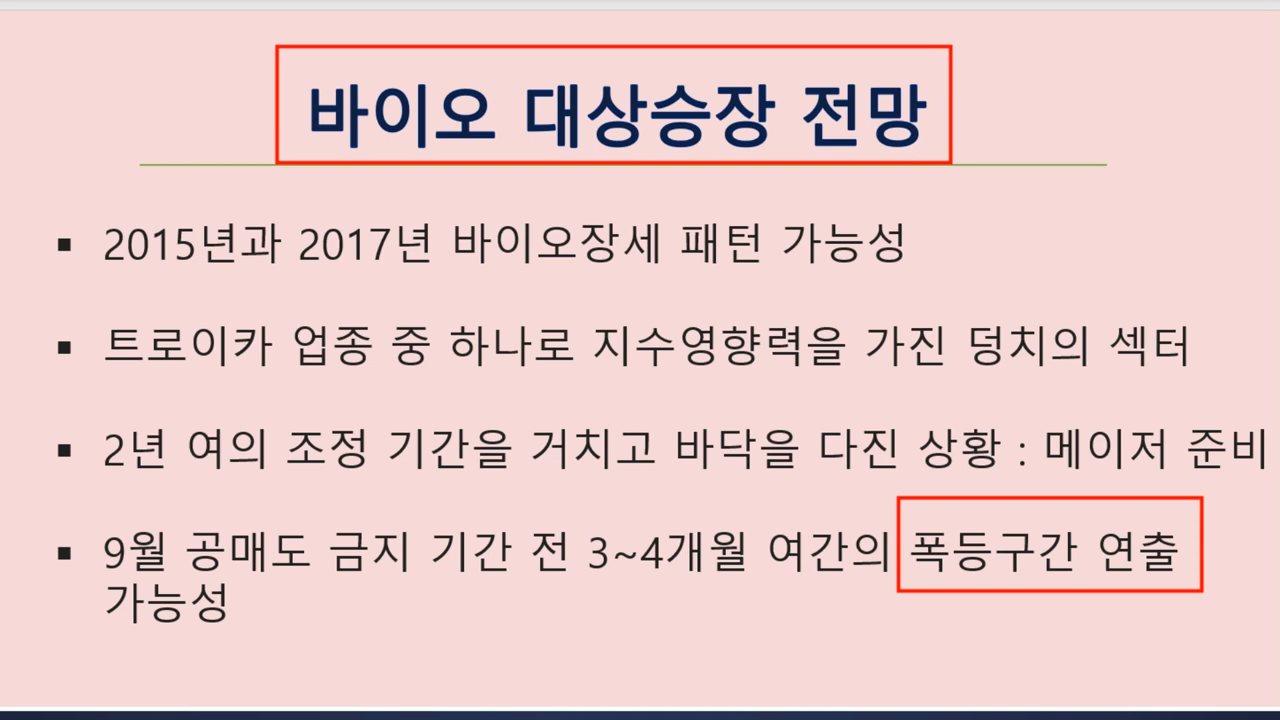 바이오 대상승장 전망
▪ 2015년과 2017년 바이오장세 패턴 가능성
▪ 트로이카 업종 중 하나로 지수영향력을 가진 덩치의 섹터
▪ 2년 여의 조정 기간을 거치고 바닥을 다진 상황 : 메이저 준비
▪ 9월 공매도 금지 기간 전 3~4개월 여간의 폭등구간 연출
가능성